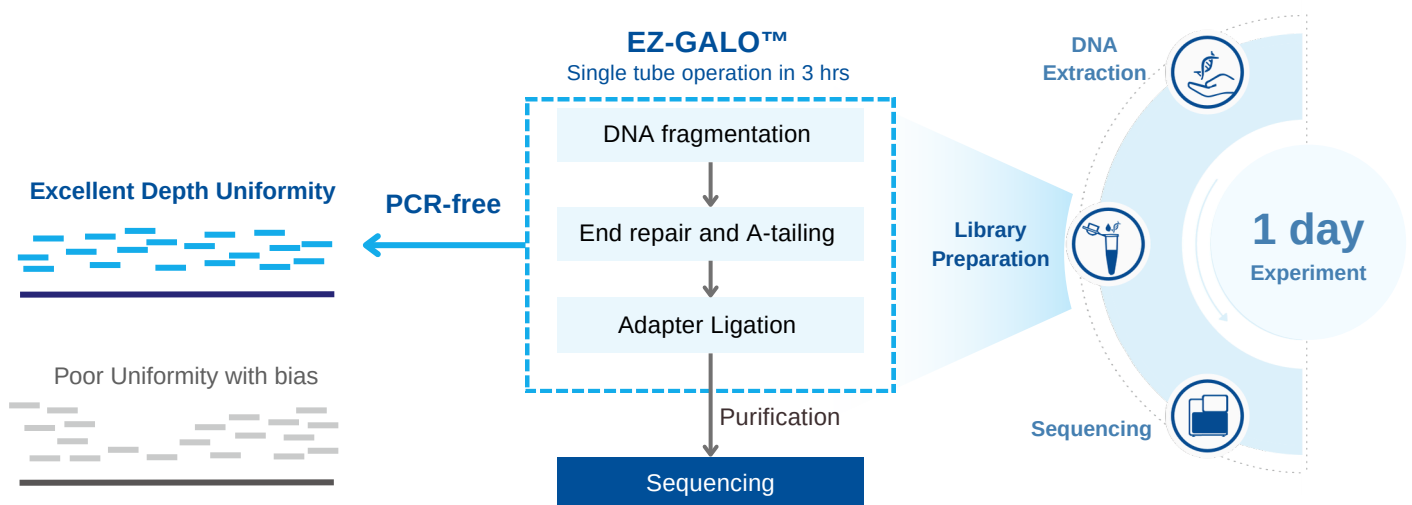 EZ-GALO™
Single tube operation in 3 hrs
DNA fragmentation
End repair and A-tailing
Adapter Ligation
Purification
Sequencing
PCR-free
Excellent Depth Uniformity
Poor Uniformity with bias
DNA
Extraction
Library
Preparation
Sequencing
1 day
Experiment